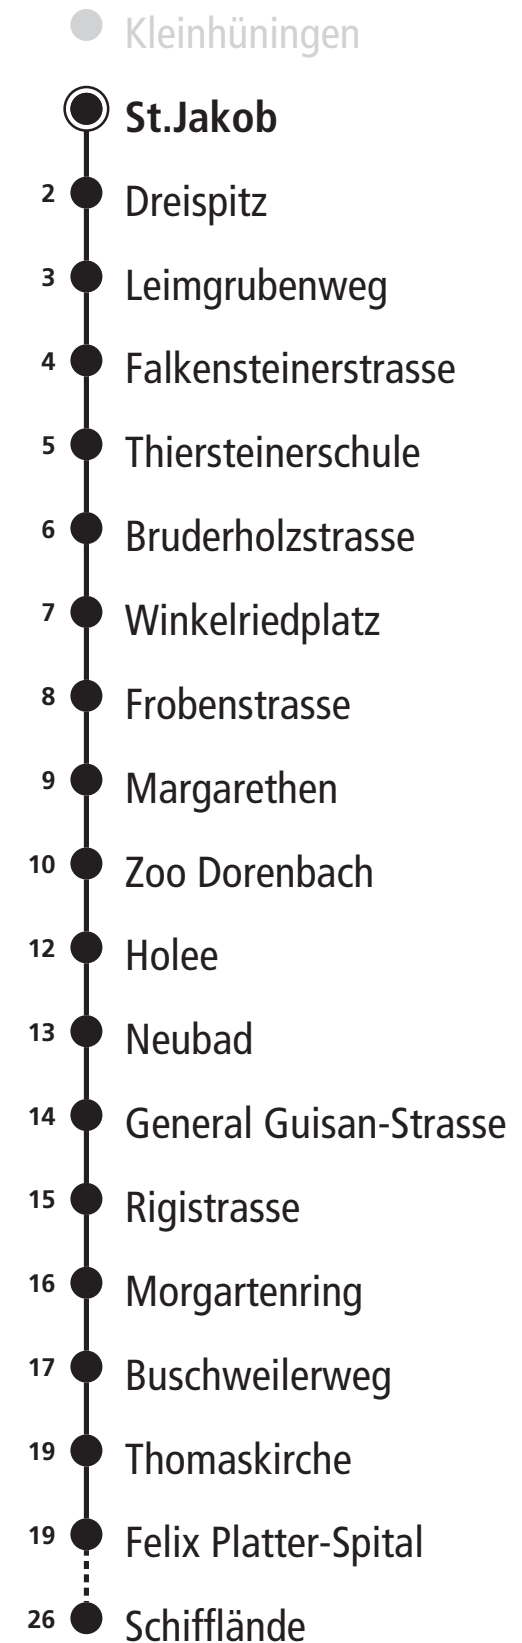 Kleinhüningen
St.Jakob
2 Dreispitz
3 Leimgrubenweg
4 Falkensteinerstrasse
5 Thiersteinerschule
6 Bruderholzstrasse
7 Winkelriedplatz
8 Frobenstrasse
9 Margarethen
10 Zoo Dorenbach
12 Holee
13 Neubad
14 General Guisan-Strasse
15 Rigistrasse
16 Morgartenring
17 Buschweilerweg
19 Thomaskirche
19 Felix Platter-Spital
26 Schifflände